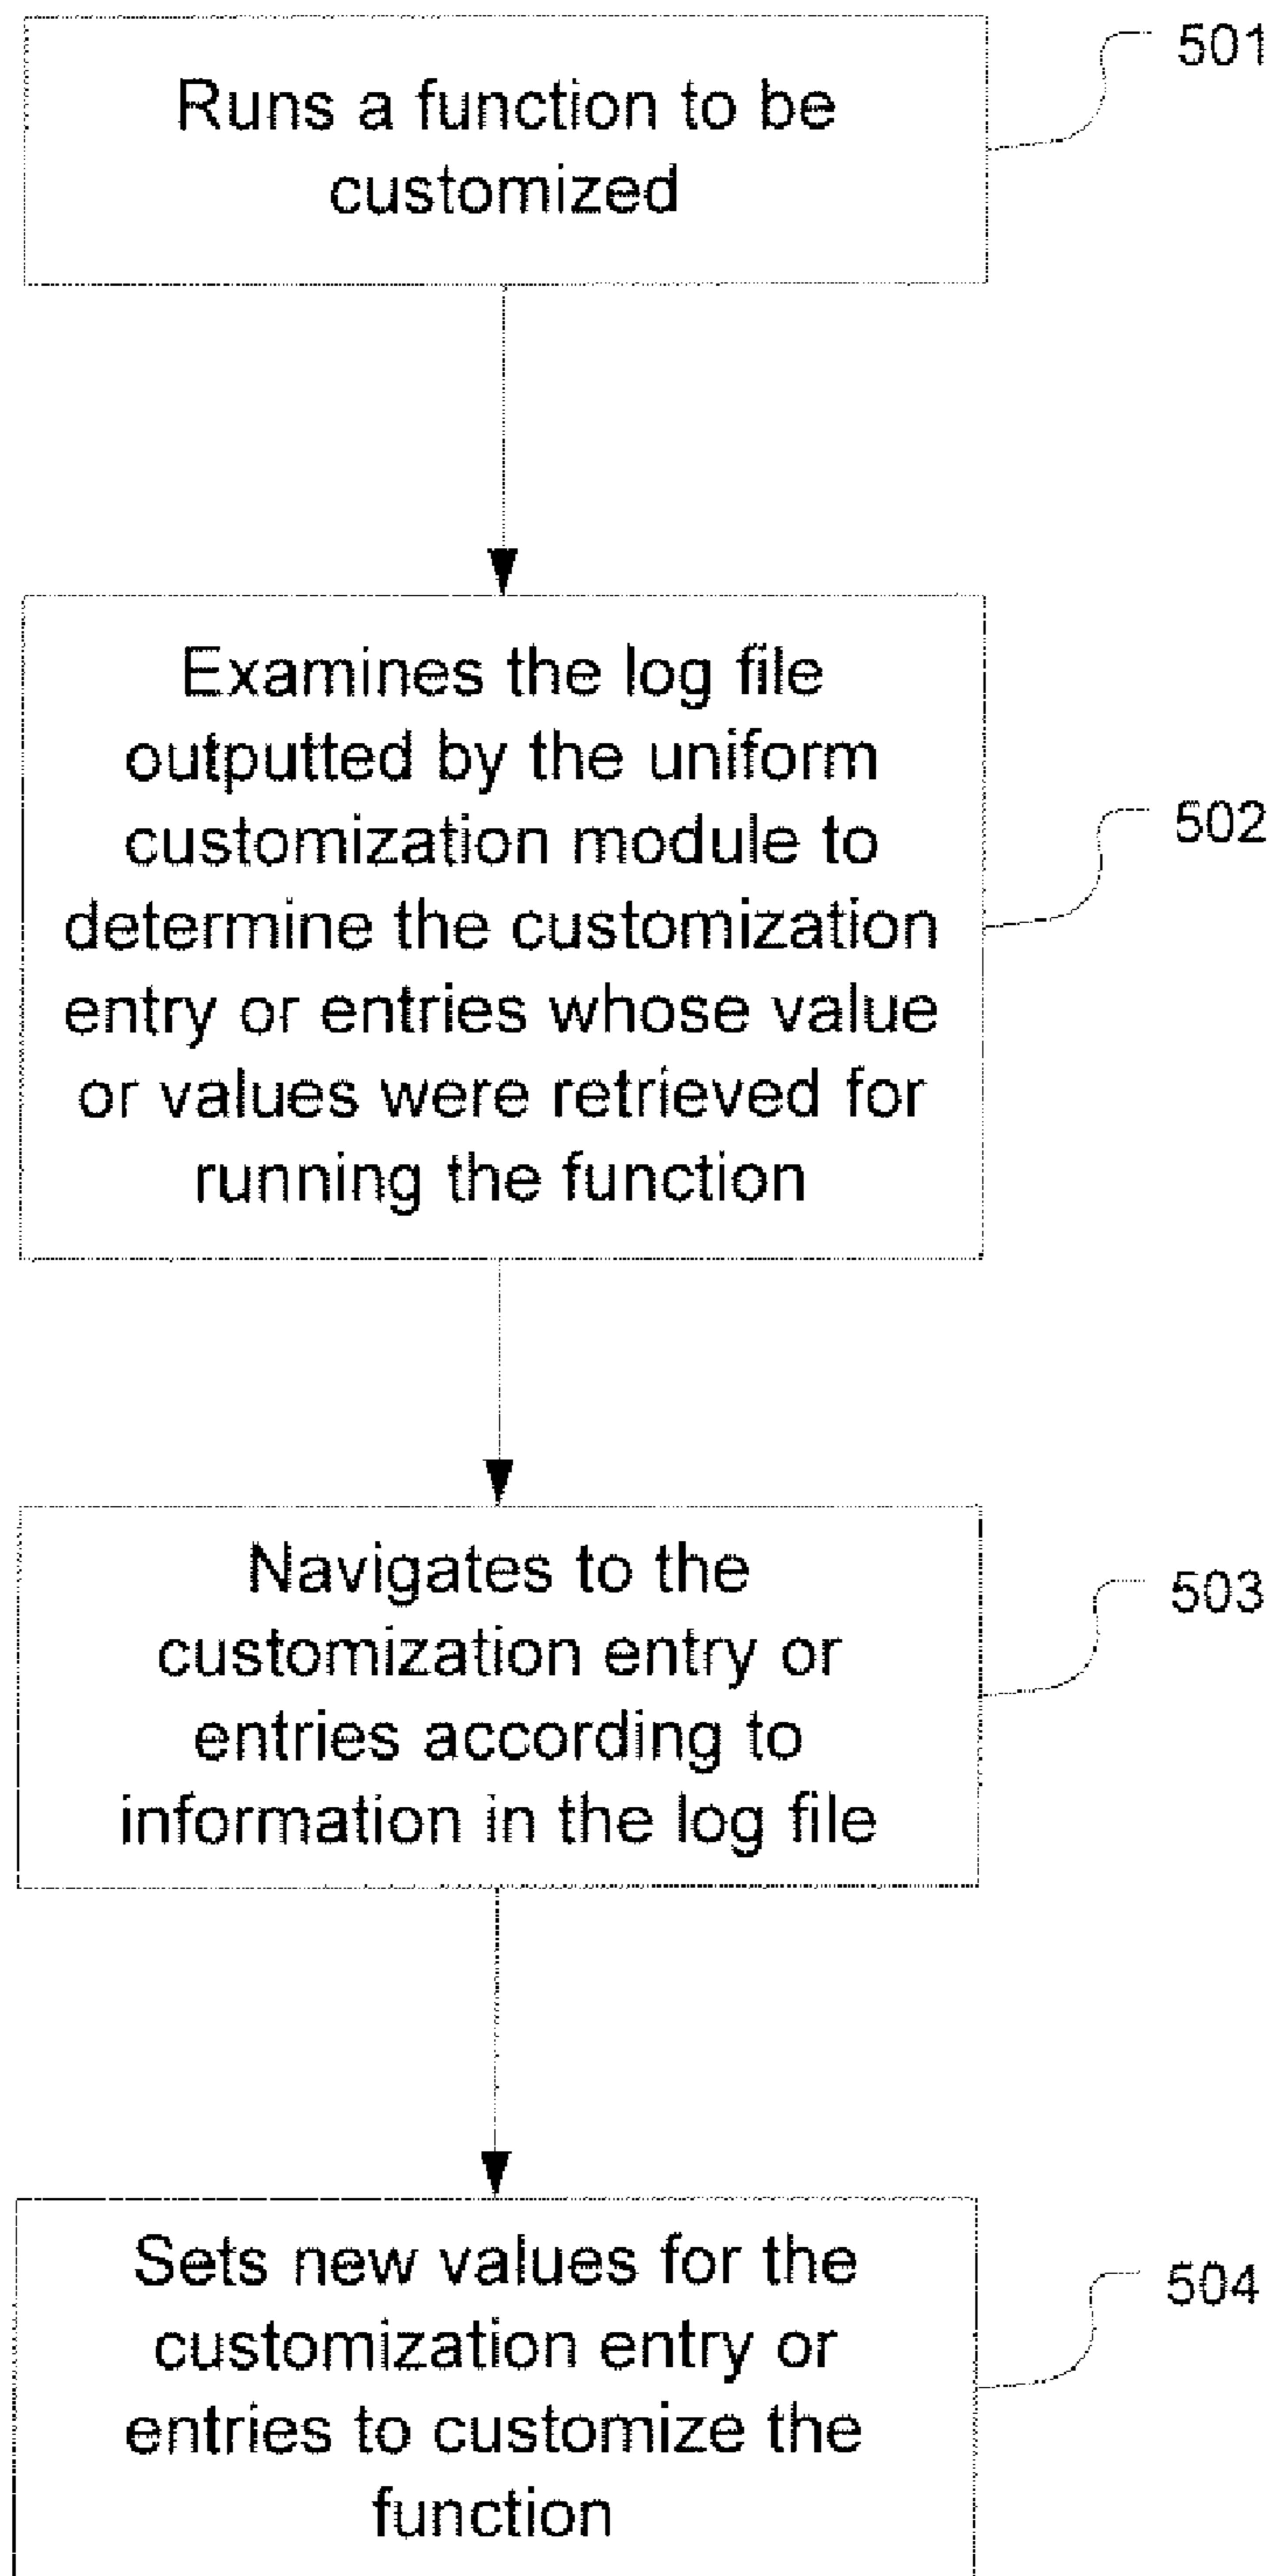 Runs a function to be
customized
501
Examines the log file
outputted by the uniform
customization module to
determine the customization
entry or entries whose value
or values were retrieved for
running the function
502
Navigates to the
customization entry or
entries according to
information in the log file
503
Sets new values for the
customization entry or
entries to customize the
function
504